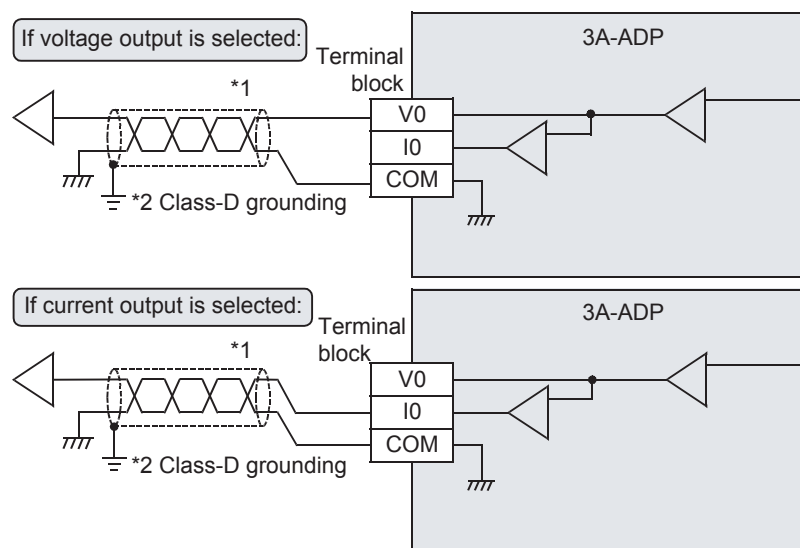 If voltage output is selected:
Terminal
block
3A-ADP
*1
V0
I0
COM
*2 Class-D grounding
If current output is selected:
Terminal
block
3A-ADP
*1
V0
I0
COM
*2 Class-D grounding